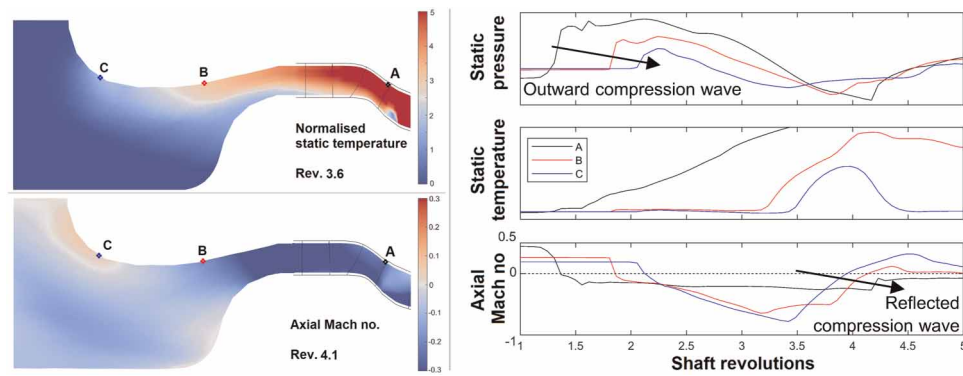 C
B
A
5
4
3
2
1
0
Normalised
static temperature
Rev. 3.6
C
B
A
0.3
0.2
0.1
0
-0.1
-0.2
-0.3
Axial Mach no.
Rev. 4.1
Static
pressure
Outward compression wave
Static
temperature
A
B
C
Axial
Mach no
0.5
0
-1
Reflected
compression wave
1 1.5 2 2.5 3 3.5 4 4.5 5
Shaft revolutions